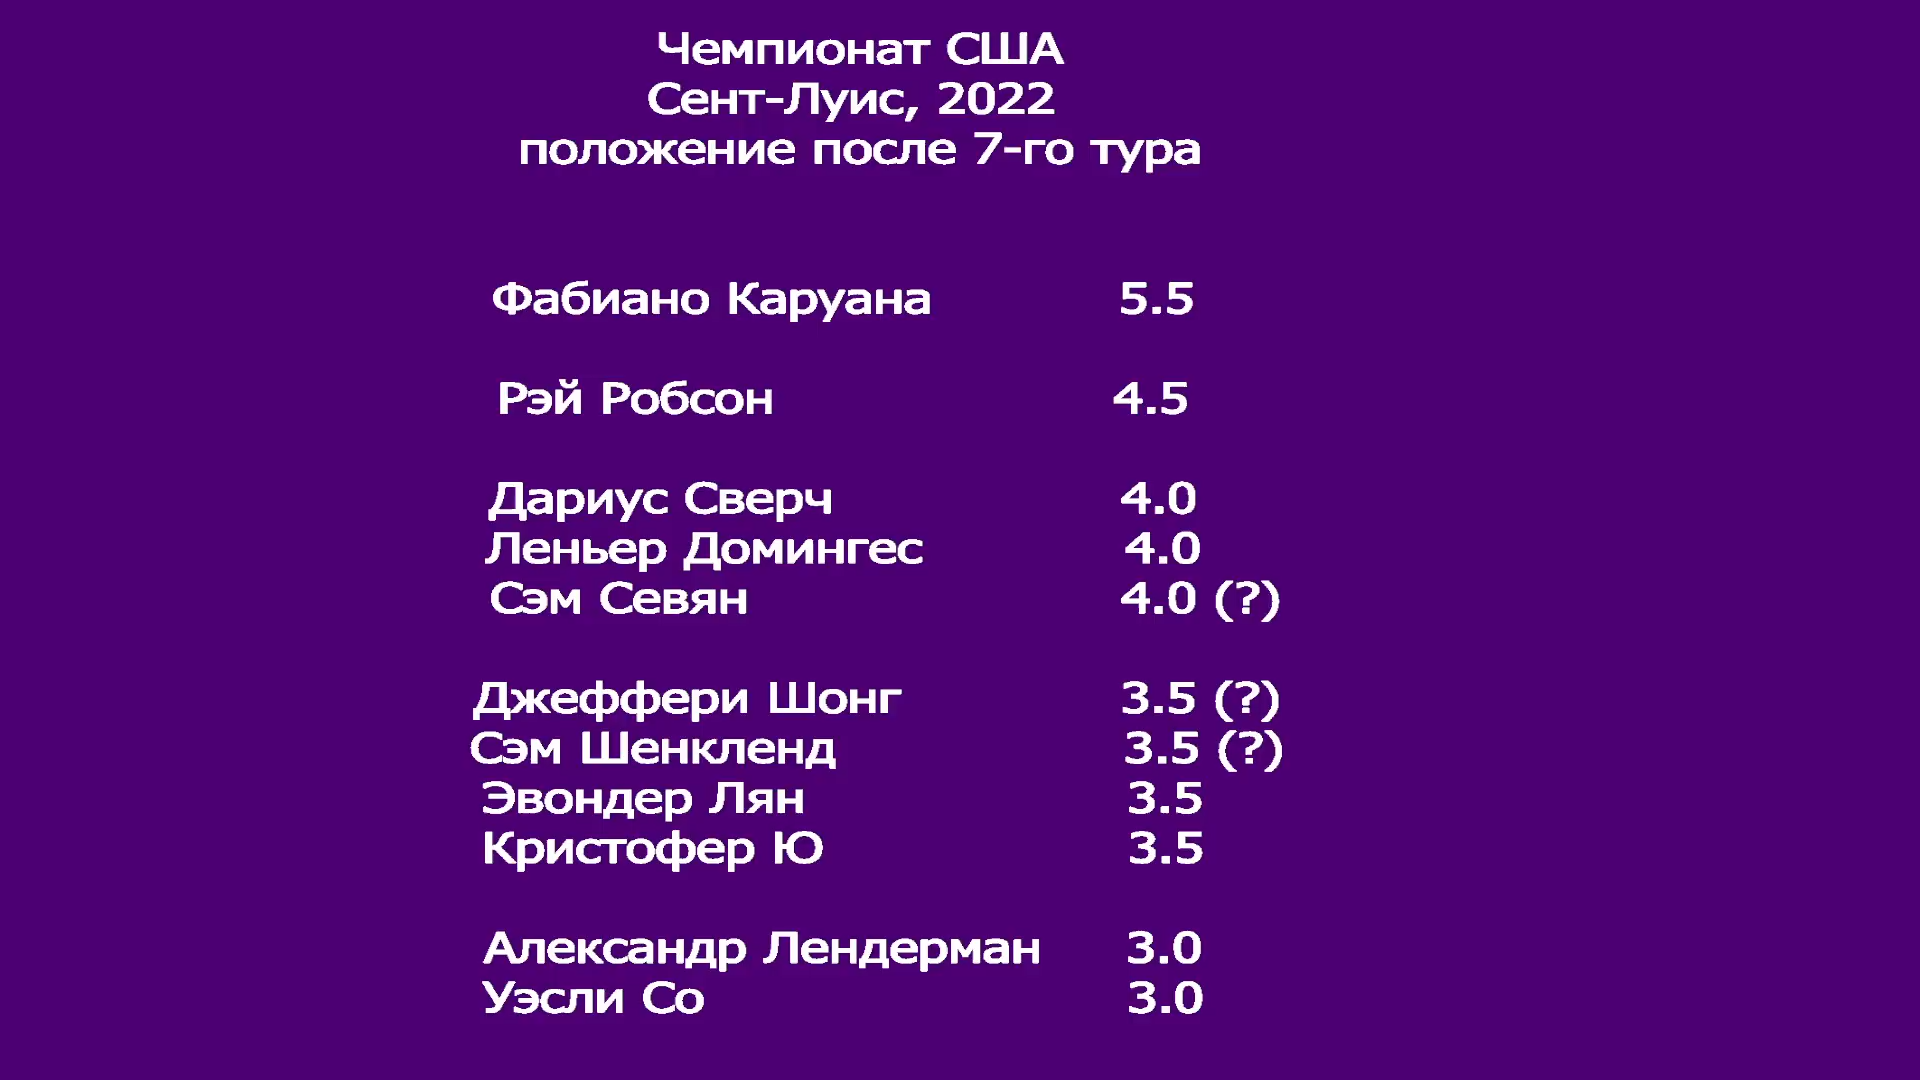 Чемпионат США
Сент-Луис, 2022
положение после 7-го тура
Фабиано Каруана 5.5
Рэй Робсон 4.5
Дариус Сверч 4.0
Леньер Домингес 4.0
Сэм Севян 4.0 (?)
Джеффери Шонг 3.5 (?)
Сэм Шенкленд 3.5 (?)
Эвондер Лян 3.5
Кристофер Ю 3.5
Александр Лендерман 3.0
Уэсли Со 3.0